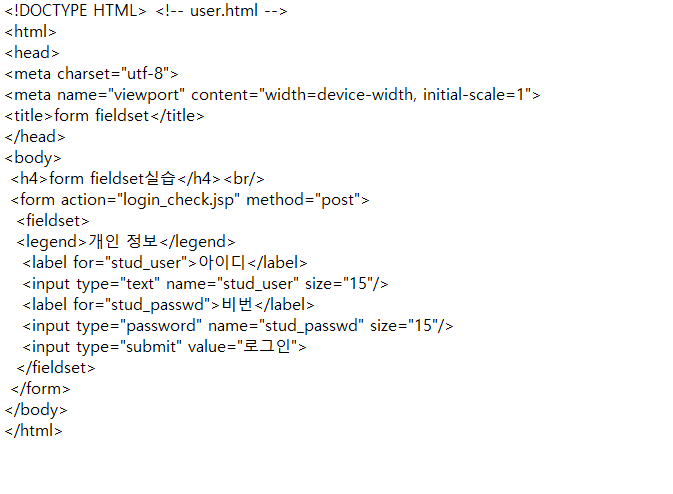 <!DOCTYPE HTML> <!-- user.html -->
<html>
<head>
<meta charset="utf-8">
<meta name="viewport" content="width=device-width, initial-scale=1">
<title>form fieldset</title>
</head>
<body>
<h4>form fieldset실습</h4><br/>
<form action="login_check.jsp" method="post">
<fieldset>
<legend>개인 정보</legend>
<label for="stud_user">아이디</label>
<input type="text" name="stud_user" size="15"/>
<label for="stud_passwd">비번</label>
<input type="password" name="stud_passwd" size="15"/>
<input type="submit" value="로그인">
</fieldset>
</form>
</body>
</html>